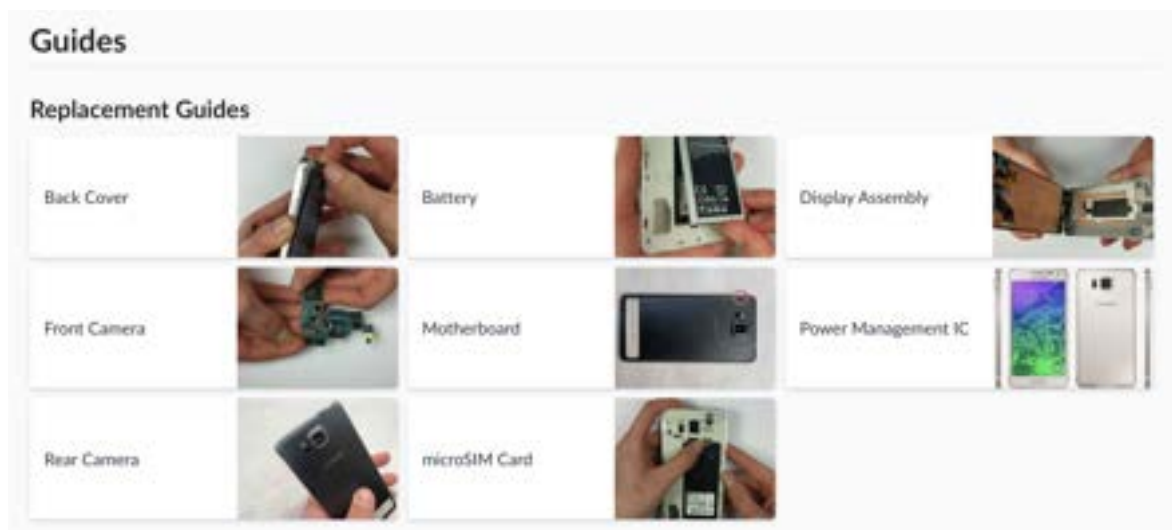 Guides
Replacement Guides
Back Cover
Battery
Display Assembly
Front Camera
Motherboard
Power Management IC
Rear Camera
microSIM Card